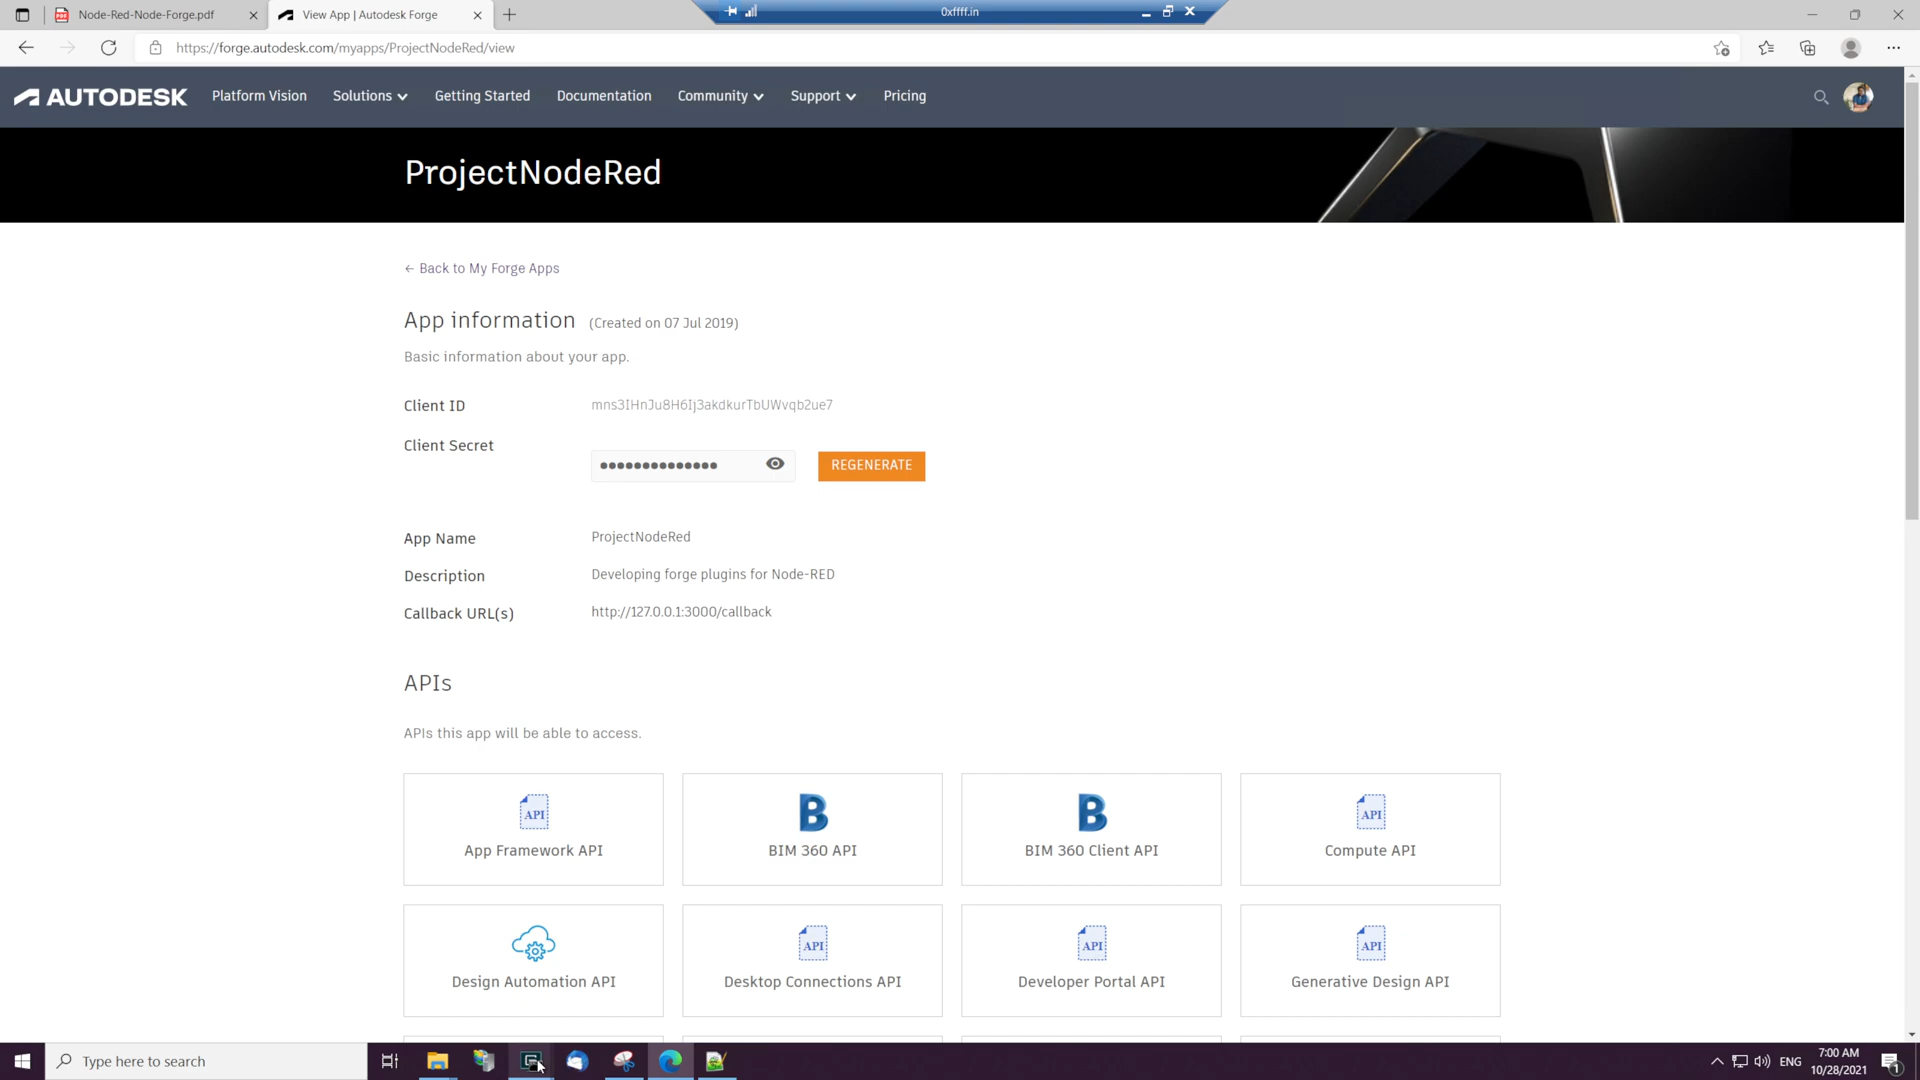 Node-Red-Node-Forge.pdf
View App | Autodesk Forge
0xffff.in
https://forge.autodesk.com/myapps/ProjectNodeRed/view
AUTODESK
Platform Vision
Solutions
Getting Started
Documentation
Community
Support
Pricing
ProjectNodeRed
← Back to My Forge Apps
App information (Created on 07 Jul 2019)
Basic information about your app.
Client ID mns3IHnJu8H6Ij3akdkurTbUWvqb2ue7
Client Secret
•••••••••••••• REGENERATE
App Name ProjectNodeRed
Description Developing forge plugins for Node-RED
Callback URL(s) http://127.0.0.1:3000/callback
APIs
APIs this app will be able to access.
API
API
App Framework API
BIM 360 API
BIM 360 Client API
Compute API
API
API
API
Design Automation API
Desktop Connections API
Developer Portal API
Generative Design API
Type here to search
ENG
7:00 AM
10/28/2021
1